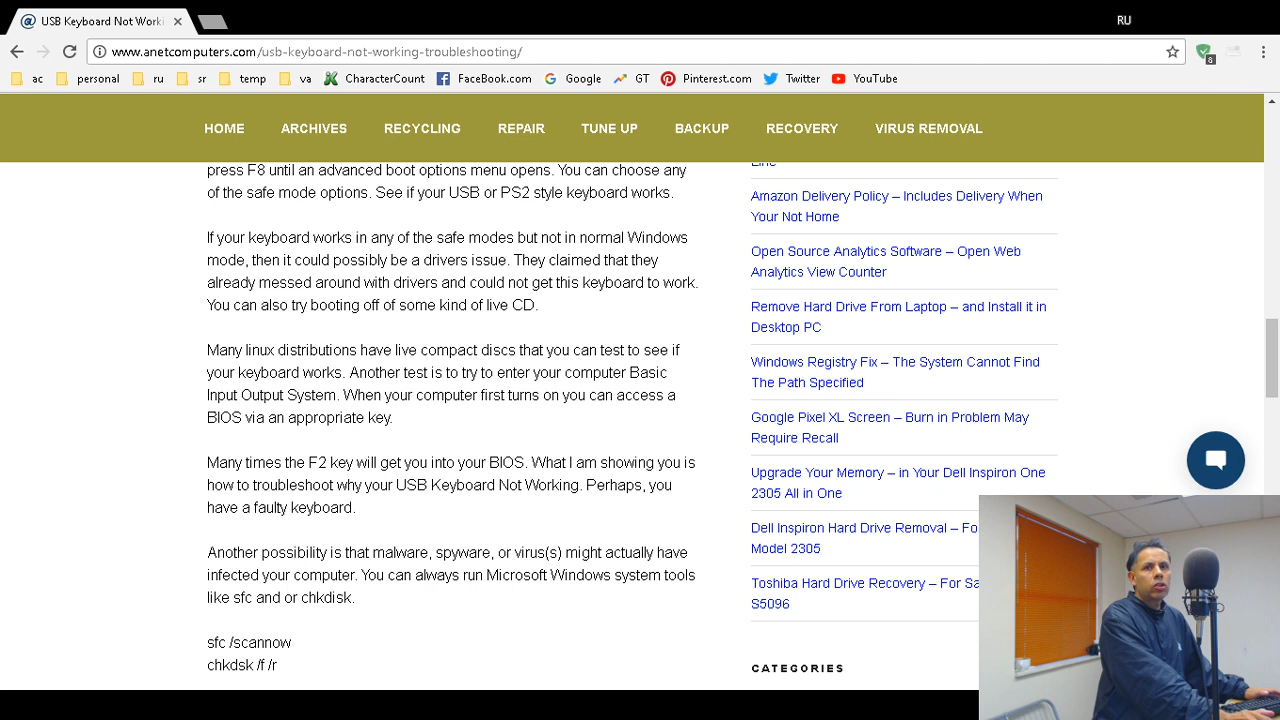 USB Keyboard Not Worki
RU
www.anetcomputers.com/usb-keyboard-not-working-troubleshooting/
8
ac personal ru sr temp va CharacterCount FaceBook.com Google GT Pinterest.com Twitter YouTube
HOME ARCHIVES RECYCLING REPAIR TUNE UP BACKUP RECOVERY VIRUS REMOVAL
press F8 until an advanced boot options menu opens. You can choose any
of the safe mode options. See if your USB or PS2 style keyboard works.
If your keyboard works in any of the safe modes but not in normal Windows
mode, then it could possibly be a drivers issue. They claimed that they
already messed around with drivers and could not get this keyboard to work.
You can also try booting off of some kind of live CD.
Many linux distributions have live compact discs that you can test to see if
your keyboard works. Another test is to try to enter your computer Basic
Input Output System. When your computer first turns on you can access a
BIOS via an appropriate key.
Many times the F2 key will get you into your BIOS. What I am showing you is
how to troubleshoot why your USB Keyboard Not Working. Perhaps, you
have a faulty keyboard.
Another possibility is that malware, spyware, or virus(s) might actually have
infected your computer. You can always run Microsoft Windows system tools
like sfc and or chkdisk.
sfc /scannow
chkdsk /f /r
Line
Amazon Delivery Policy – Includes Delivery When
Your Not Home
Open Source Analytics Software – Open Web
Analytics View Counter
Remove Hard Drive From Laptop – and Install it in
Desktop PC
Windows Registry Fix – The System Cannot Find
The Path Specified
Google Pixel XL Screen – Burn in Problem May
Require Recall
Upgrade Your Memory – in Your Dell Inspiron One
2305 All in One
Dell Inspiron Hard Drive Removal – Fo
Model 2305
Toshiba Hard Drive Recovery – For Sa
S5096
CATEGORIES